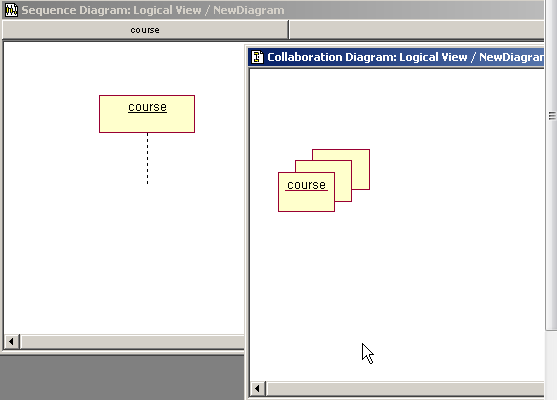 Sequence Diagram: Logical View / NewDiagram
course
course
Collaboration Diagram: Logical View / NewDiagram
course